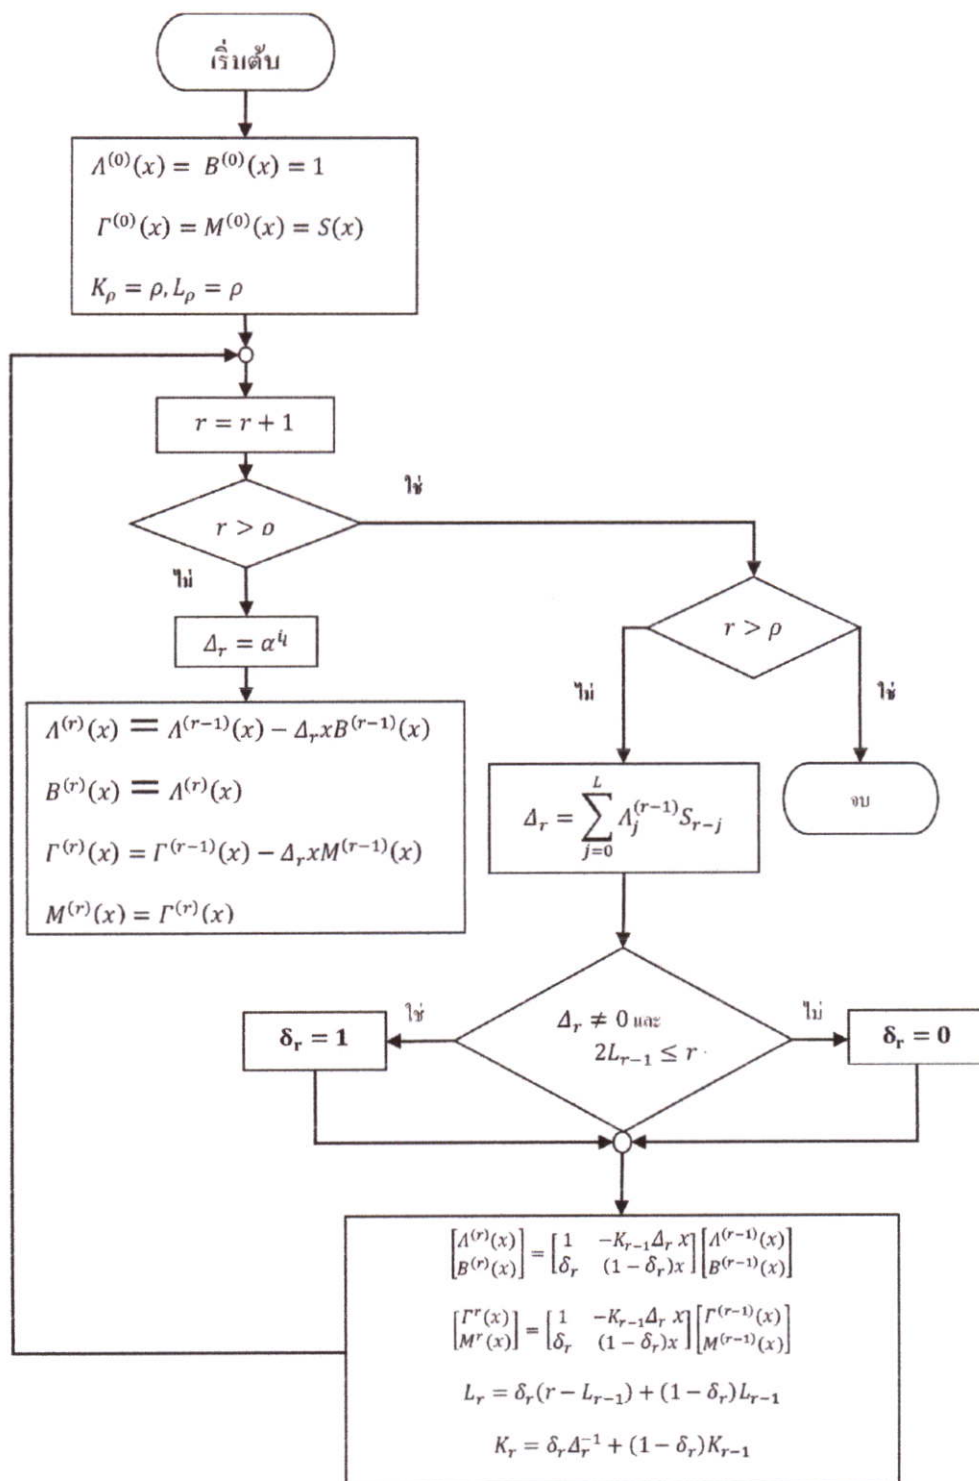 เริ่มต้น
Λ^{(0)}(x) = B^{(0)}(x) = 1
Γ^{(0)}(x) = M^{(0)}(x) = S(x)
K_ρ = ρ, L_ρ = ρ
r = r + 1
ใช่
r > ρ
ไม่
Δ_r = α^{i_l}
r > ρ
ไม่
ใช่
Λ^{(r)}(x) = Λ^{(r−1)}(x) − Δ_r xB^{(r−1)}(x)
B^{(r)}(x) = Λ^{(r)}(x)
Γ^{(r)}(x) = Γ^{(r−1)}(x) − Δ_r xM^{(r−1)}(x)
M^{(r)}(x) = Γ^{(r)}(x)
Δ_r = \sum_{j=0}^{L} Λ_j^{(r−1)} S_{r−j}
จบ
ใช่
ไม่
δ_r = 1
Δ_r ≠ 0 และ
2L_{r−1} ≤ r
δ_r = 0
[Λ^{(r)}(x) B^{(r)}(x)] = [1 −K_{r−1}Δ_r x δ_r (1 − δ_r)x] [Λ^{(r−1)}(x) B^{(r−1)}(x)]
[Γ^r(x) M^r(x)] = [1 −K_{r−1}Δ_r x δ_r (1 − δ_r)x] [Γ^{(r−1)}(x) M^{(r−1)}(x)]
L_r = δ_r(r − L_{r−1}) + (1 − δ_r)L_{r−1}
K_r = δ_rΔ_r^{−1} + (1 − δ_r)K_{r−1}